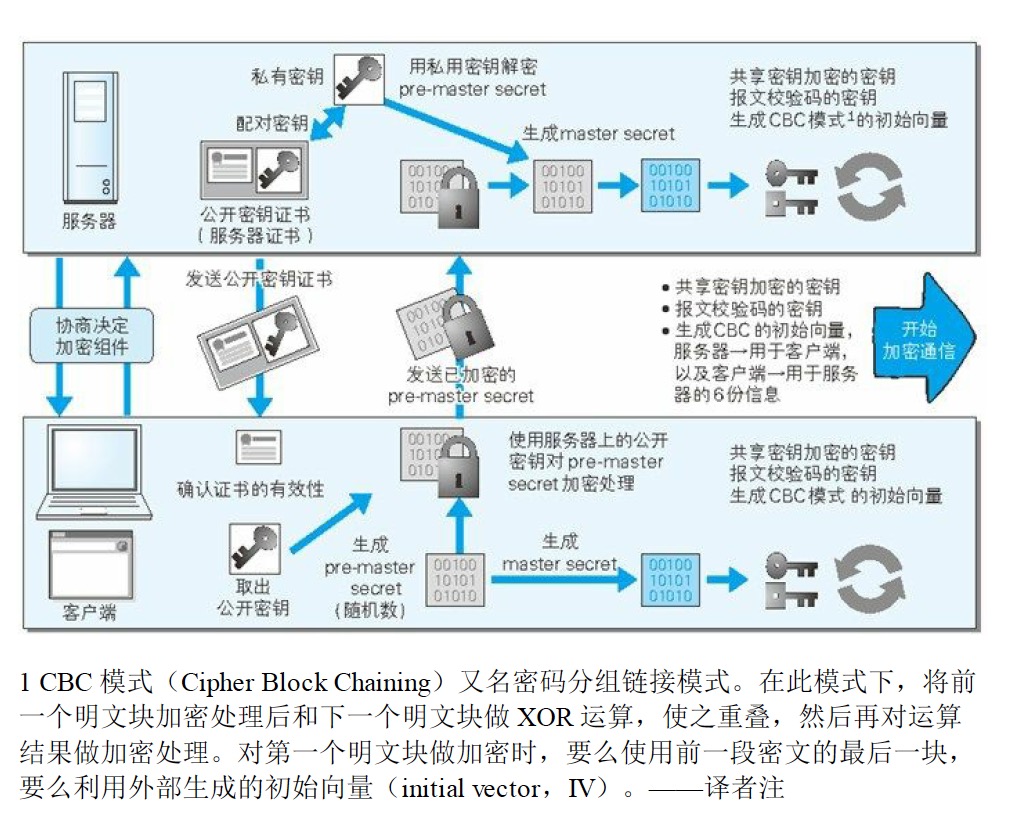 私有密钥
用私用密钥解密
pre-master secret
配对密钥
生成master secret
共享密钥加密的密钥
报文校验码的密钥
生成CBC 模式1的初始向量
00100
10101
01010
00100
10101
01010
00100
1010
0101
服务器
公开密钥证书
（服务器证书）
协商决定
加密组件
发送公开密钥证书
00100
1010
010
发送已加密的
pre-master secret
• 共享密钥加密的密钥
• 报文校验码的密钥
• 生成CBC 的初始向量，
服务器→用于客户端，
以及客户端→用于服务
器的6份信息
开始
加密通信
确认证书的有效性
00100
1010
0101
使用服务器上的公开
密钥对pre-master
secret加密处理
共享密钥加密的密钥
报文校验码的密钥
生成CBC模式 的初始向量
客户端
取出
公开密钥
生成
pre-master
secret
（随机数）
00100
10101
01010
生成
master secret
00100
10101
01010
1 CBC 模式（Cipher Block Chaining）又名密码分组链接模式。在此模式下，将前
一个明文块加密处理后和下一个明文块做 XOR 运算，使之重叠，然后再对运算
结果做加密处理。对第一个明文块做加密时，要么使用前一段密文的最后一块，
要么利用外部生成的初始向量（initial vector，IV）。——译者注